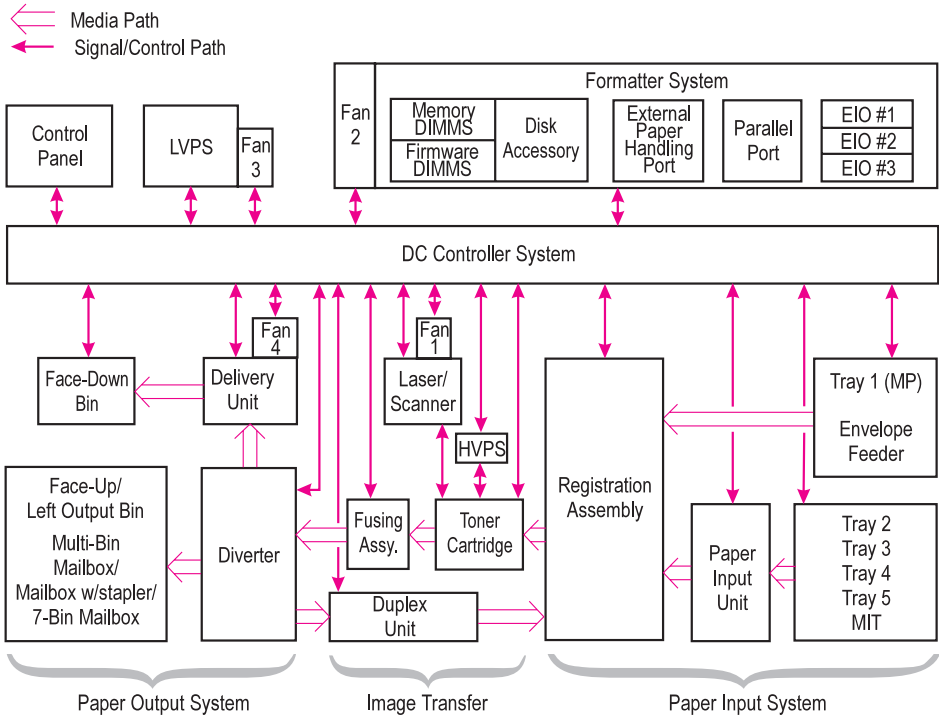 Media Path
Signal/Control Path
Control
Panel
LVPS
Fan
3
Fan
2
Formatter System
Memory
DIMMS
Firmware
DIMMS
Disk
Accessory
External
Paper
Handling
Port
Parallel
Port
EIO #1
EIO #2
EIO #3
DC Controller System
Face-Down
Bin
Delivery
Unit
Fan
4
Laser/
Scanner
Fan
1
HVPS
Registration
Assembly
Tray 1 (MP)
Envelope
Feeder
Face-Up/
Left Output Bin
Multi-Bin
Mailbox/
Mailbox w/stapler/
7-Bin Mailbox
Diverter
Fusing
Assy.
Toner
Cartridge
Duplex
Unit
Paper
Input
Unit
Tray 2
Tray 3
Tray 4
Tray 5
MIT
Paper Output System
Image Transfer
Paper Input System